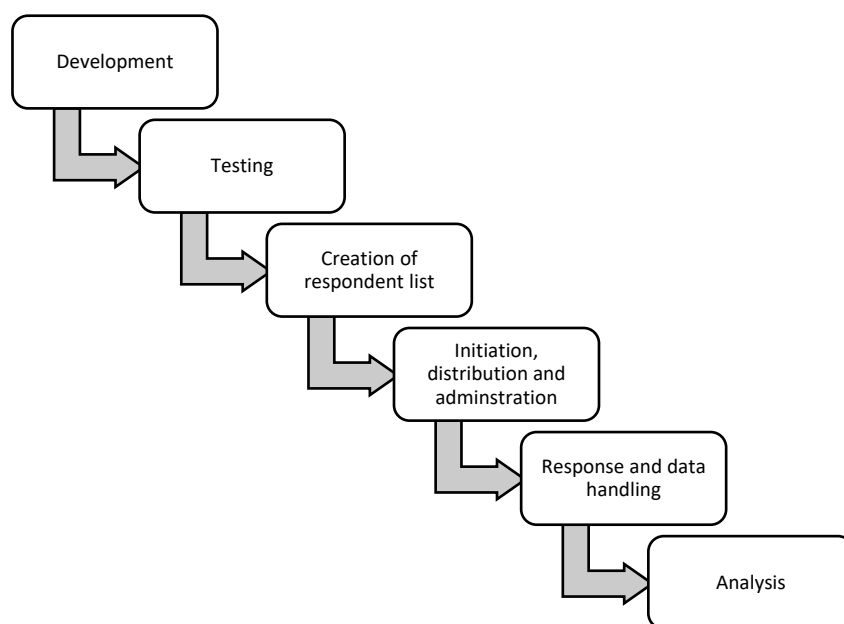 Development
Testing
Creation of
respondent list
Initiation,
distribution and
adminstration
Response and data
handling
Analysis